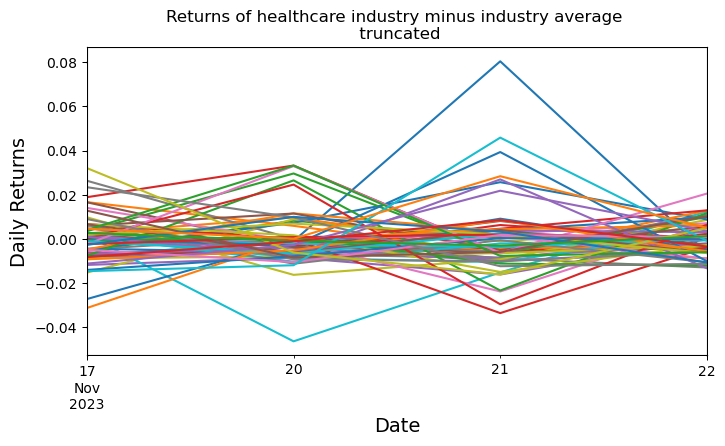 Returns of healthcare industry minus industry average
truncated
Daily Returns
0.08
0.06
0.04
0.02
0.00
−0.02
−0.04
17
Nov
2023
20
21
22
Date